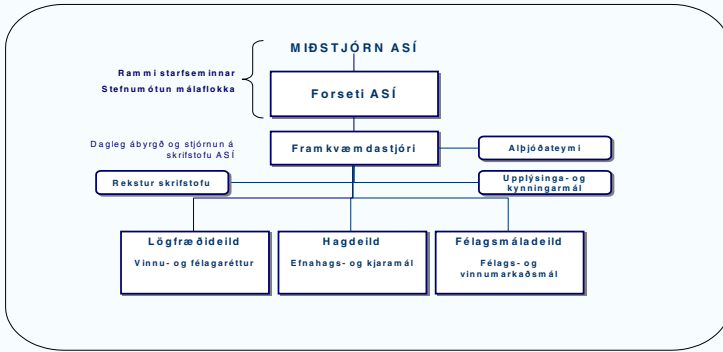 MIÐSTJÓRN ASÍ
Rammi starfseminnar
Stefnumótun málaflokka
Forseti ASÍ
Dagleg ábyrgð og stjórnun á
skrifstofu ASÍ
Framkvæmdastjóri
Alþjóðateymi
Rekstur skrifstofu
Upplýsinga- og
kynningarmál
Lögfræðideild
Vinnu- og félagaréttur
Hagdeild
Efnahags- og kjaramál
Félagsmáladeild
Félags- og
vinnumarkaðsmál